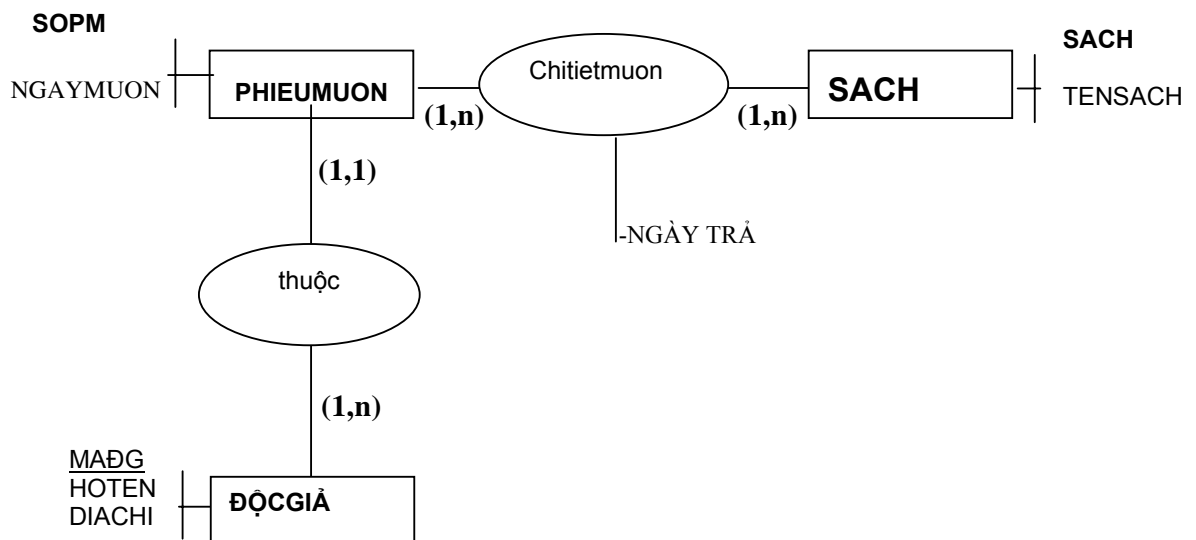 SOPM
NGAYMUON
PHIEUMUON
(1,n)
Chitietmuon
(1,n)
SACH
SACH
TENSACH
(1,1)
-NGÀY TRẢ
thuộc
(1,n)
MAĐG
HOTEN
DIACHI
ĐỘCGIẢ